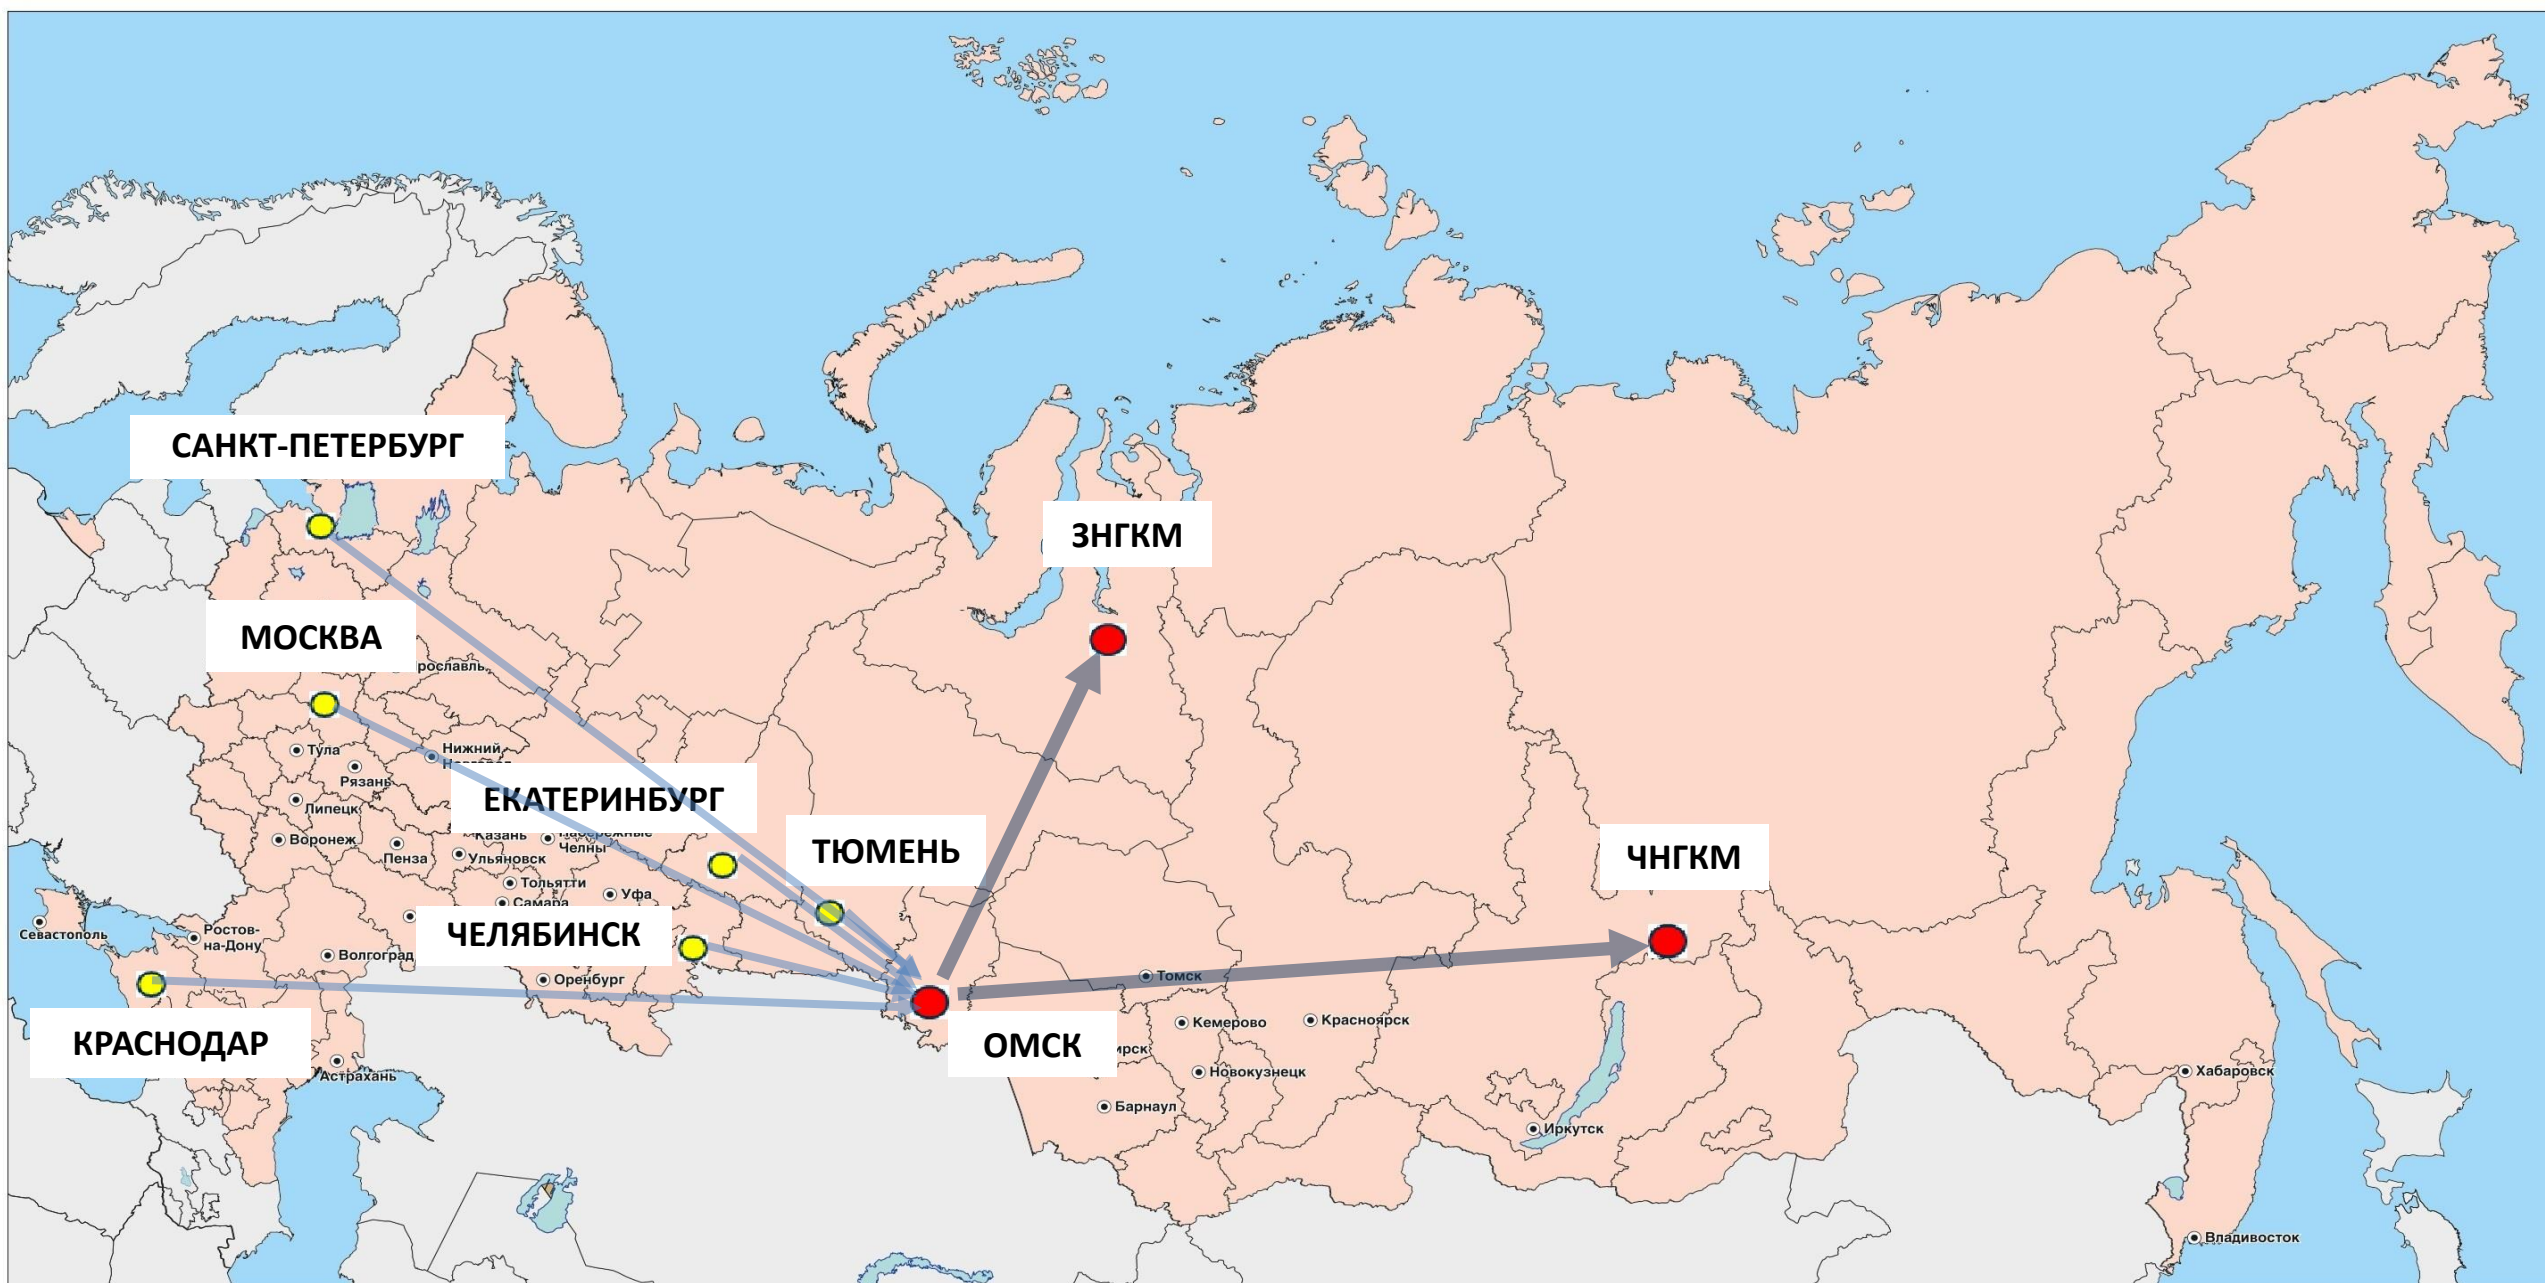 САНКТ-ПЕТЕРБУРГ
ЗНГКМ
МОСКВА
рославль
Тула
Нижний
Рязань
ЕКАТЕРИНБУРГ
Липецк
Казань
Челны
Воронеж
Пенза
Ульяновск
ТЮМЕНЬ
ЧНГКМ
Тольятти
Уфа
Самара
Севастополь
Ростов-
на-Дону
ЧЕЛЯБИНСК
Волгоград
Оренбург
Томск
КРАСНОДАР
ОМСК
Кемерово
Красноярск
ирск
Астрахань
Новокузнецк
Хабаровск
Барнаул
Иркутск
Владивосток